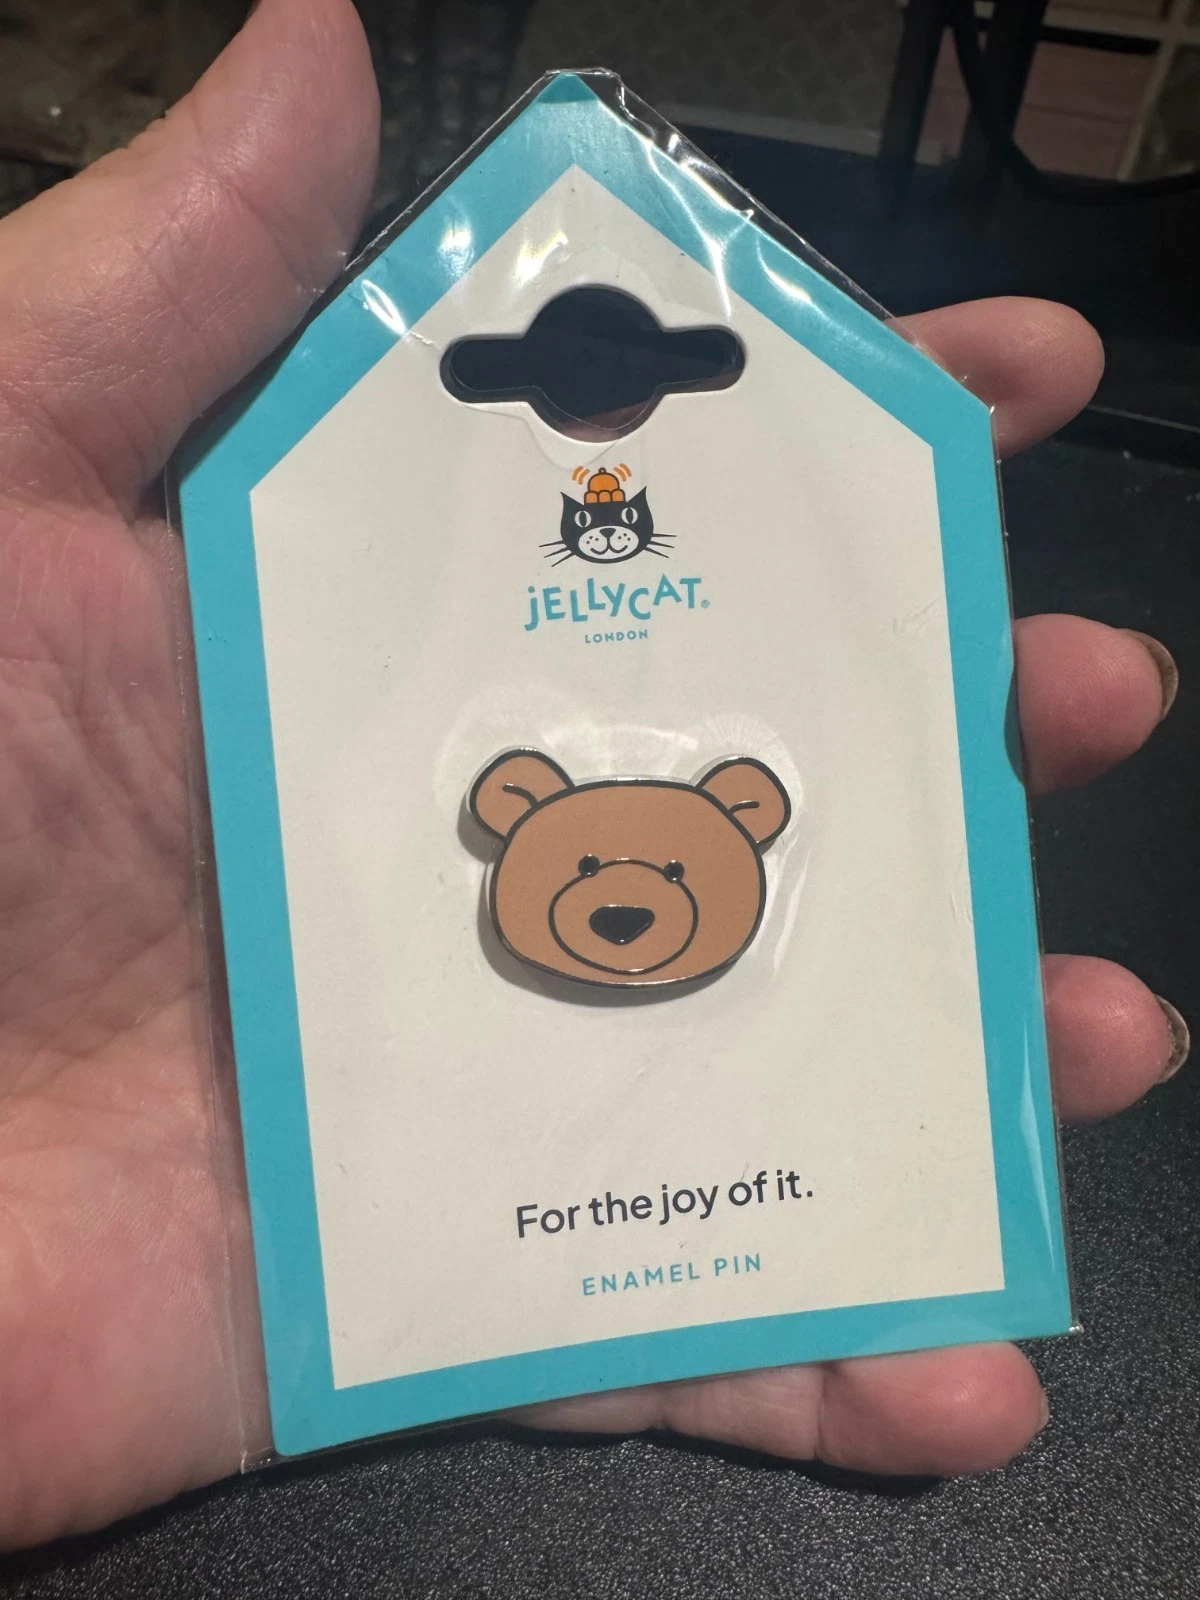 jELLYCAT®
LONDON
For the joy of it.
ENAMEL PIN